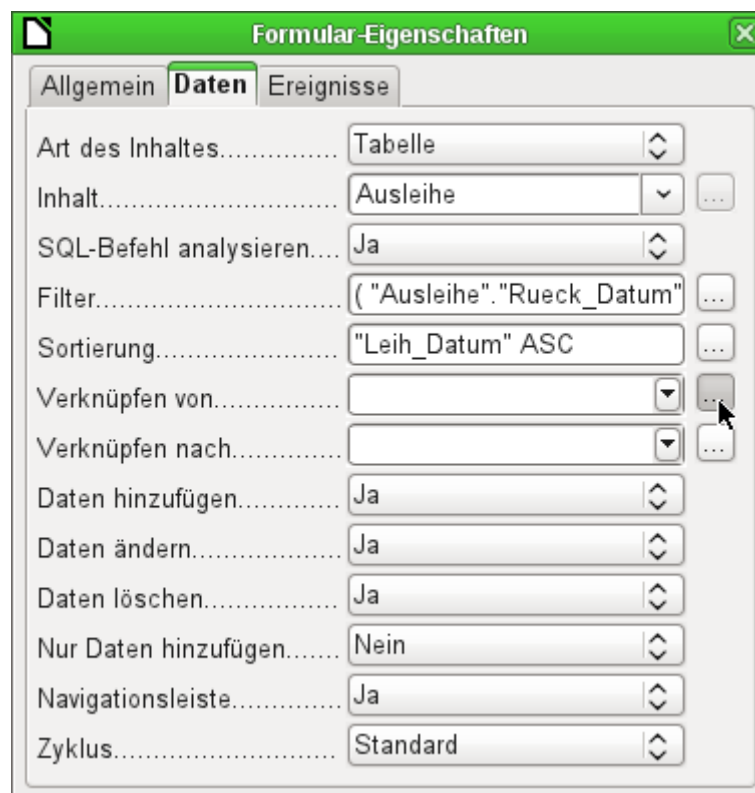 Formular-Eigenschaften
Allgemein Daten Ereignisse
Art des Inhaltes............... Tabelle
Inhalt........................... Ausleihe ...
SQL-Befehl analysieren.... Ja
Filter............................ ( "Ausleihe"."Rueck_Datum" ...
Sortierung..................... "Leih_Datum" ASC ...
Verknüpfen von.............. ...
Verknüpfen nach............ ...
Daten hinzufügen............ Ja
Daten ändern................. Ja
Daten löschen................ Ja
Nur Daten hinzufügen....... Nein
Navigationsleiste............. Ja
Zyklus.......................... Standard